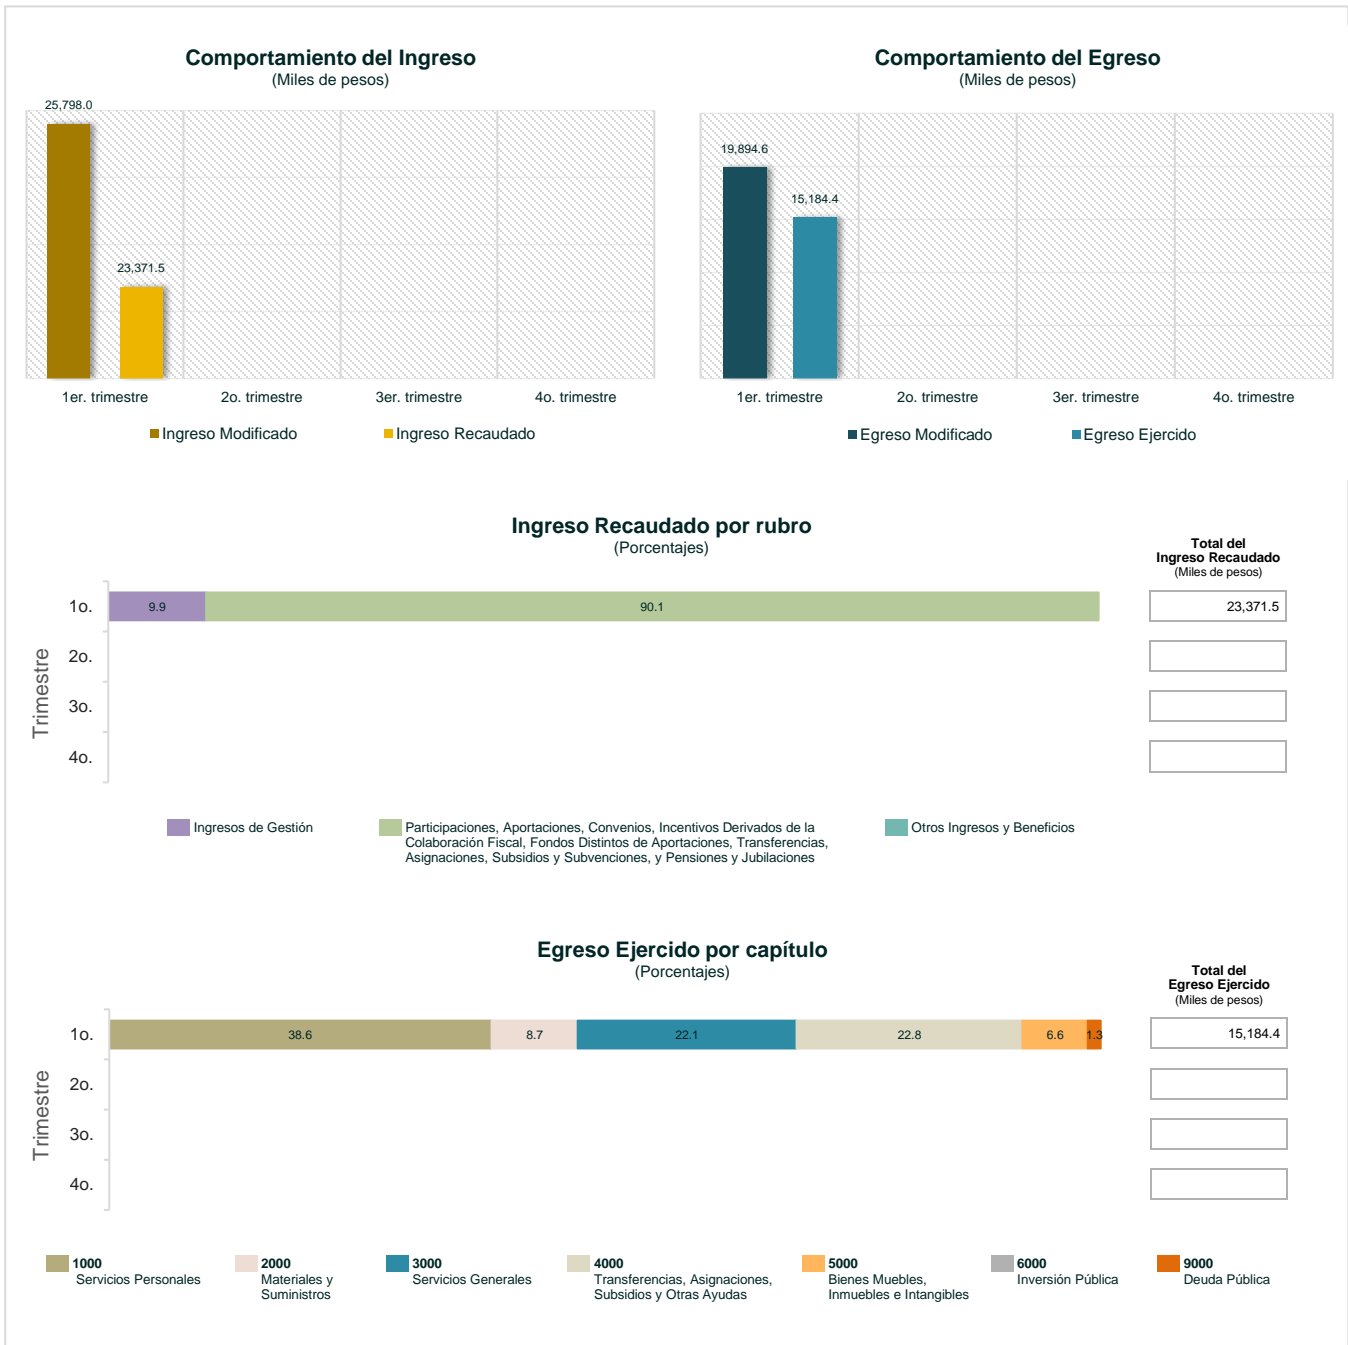 Comportamiento del Ingreso
(Miles de pesos)
25,798.0
23,371.5
1er. trimestre 2o. trimestre 3er. trimestre 4o. trimestre
Ingreso Modificado Ingreso Recaudado
Comportamiento del Egreso
(Miles de pesos)
19,894.6
15,184.4
1er. trimestre 2o. trimestre 3er. trimestre 4o. trimestre
Egreso Modificado Egreso Ejercido
Ingreso Recaudado por rubro
(Porcentajes)
Total del
Ingreso Recaudado
(Miles de pesos)
Trimestre
1o. 9.9 90.1 23,371.5
2o.
3o.
4o.
Ingresos de Gestión
Participaciones, Aportaciones, Convenios, Incentivos Derivados de la
Colaboración Fiscal, Fondos Distintos de Aportaciones, Transferencias,
Asignaciones, Subsidios y Subvenciones, y Pensiones y Jubilaciones
Otros Ingresos y Beneficios
Egreso Ejercido por capítulo
(Porcentajes)
Total del
Egreso Ejercido
(Miles de pesos)
Trimestre
1o. 38.6 8.7 22.1 22.8 6.6 1.3 15,184.4
2o.
3o.
4o.
1000
Servicios Personales
2000
Materiales y
Suministros
3000
Servicios Generales
4000
Transferencias, Asignaciones,
Subsidios y Otras Ayudas
5000
Bienes Muebles,
Inmuebles e Intangibles
6000
Inversión Pública
9000
Deuda Pública